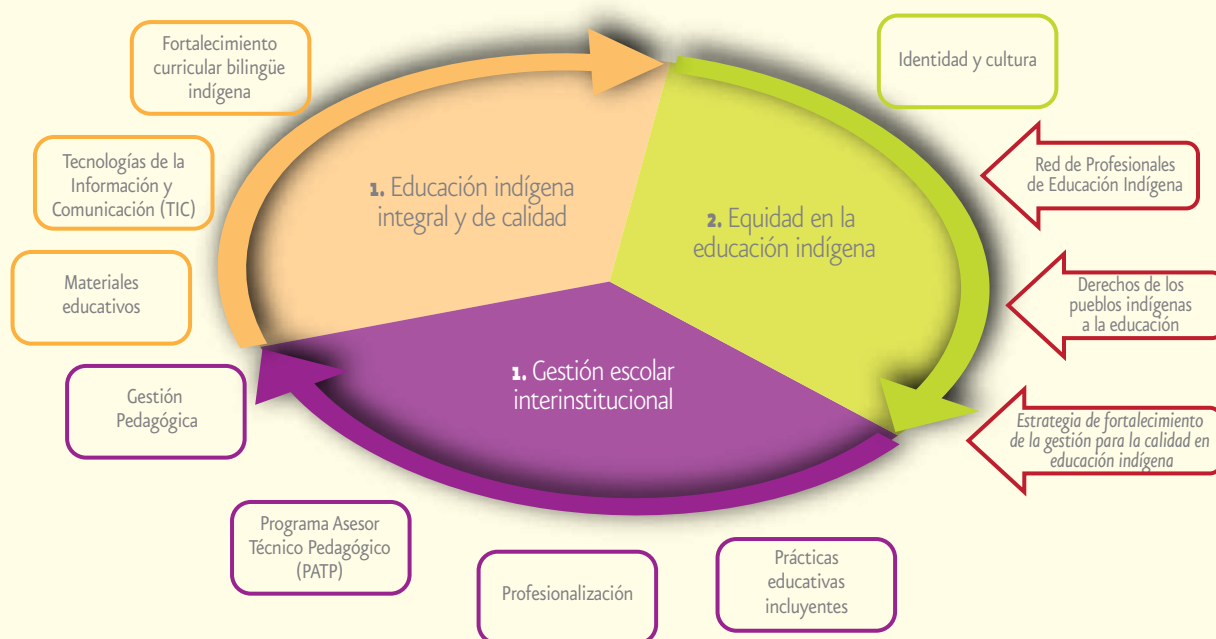 Fortalecimiento
curricular bilingüe
indígena
Identidad y cultura
Tecnologías de la
Información y
Comunicación (TIC)
Red de Profesionales
de Educación Indígena
1. Educación indígena
integral y de calidad
2. Equidad en la
educación indígena
Materiales
educativos
Derechos de los
pueblos indígenas
a la educación
1. Gestión escolar
interinstitucional
Gestión
Pedagógica
Estrategia de fortalecimiento
de la gestión para la calidad en
educación indígena
Programa Asesor
Técnico Pedagógico
(PATP)
Profesionalización
Prácticas
educativas
incluyentes